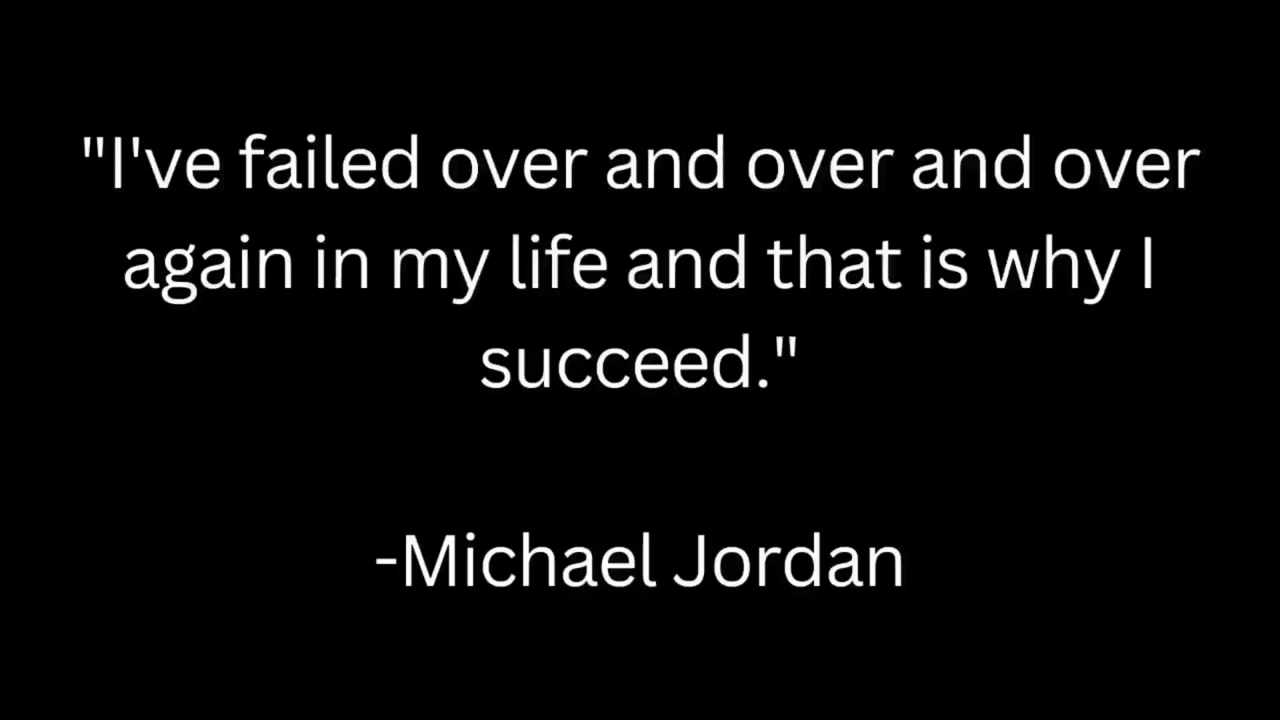 "I've failed over and over and over
again in my life and that is why I
succeed."
-Michael Jordan